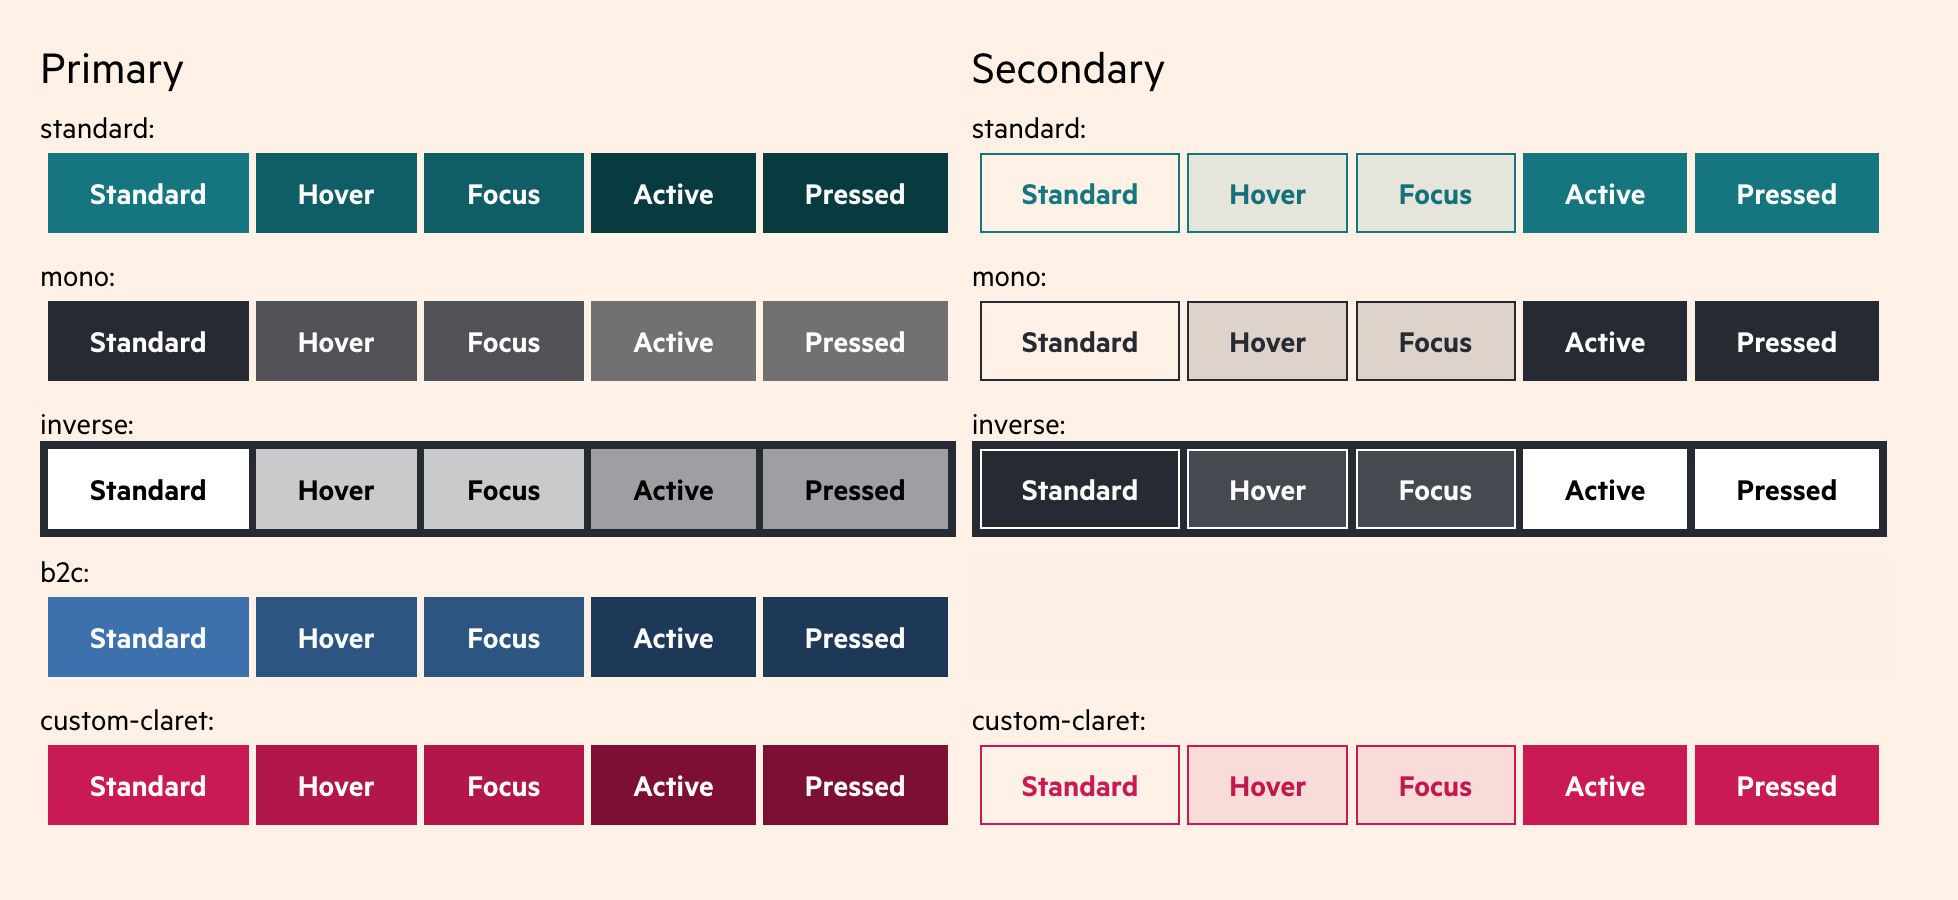 Primary
standard:
Standard Hover Focus Active Pressed
mono:
Standard Hover Focus Active Pressed
inverse:
Standard Hover Focus Active Pressed
b2c:
Standard Hover Focus Active Pressed
custom-claret:
Standard Hover Focus Active Pressed
Secondary
standard:
Standard Hover Focus Active Pressed
mono:
Standard Hover Focus Active Pressed
inverse:
Standard Hover Focus Active Pressed
custom-claret:
Standard Hover Focus Active Pressed